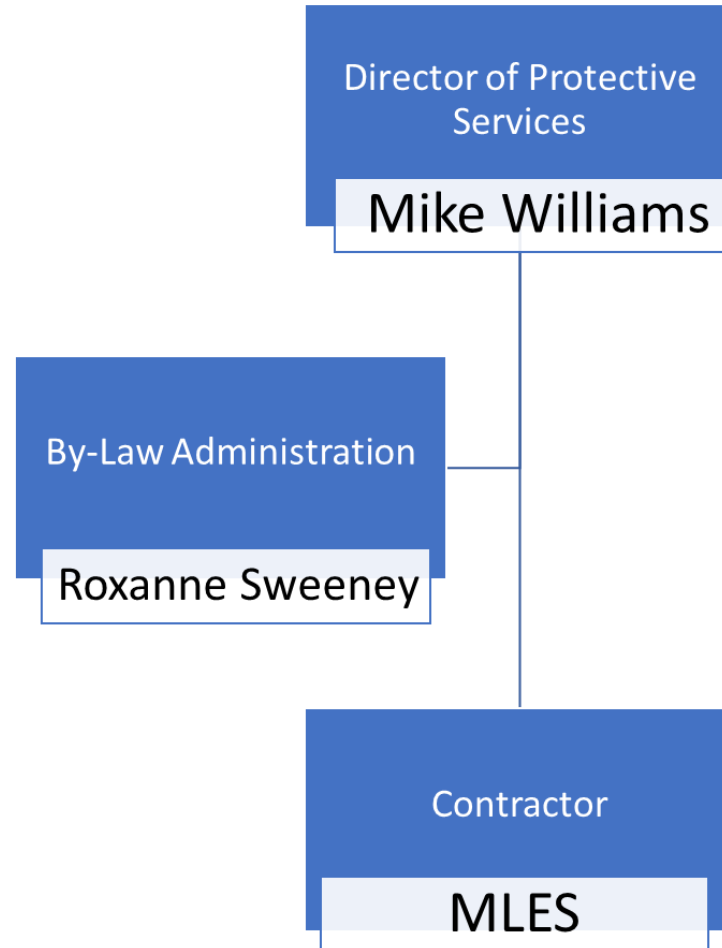 Director of Protective
Services
Mike Williams
By-Law Administration
Roxanne Sweeney
Contractor
MLES